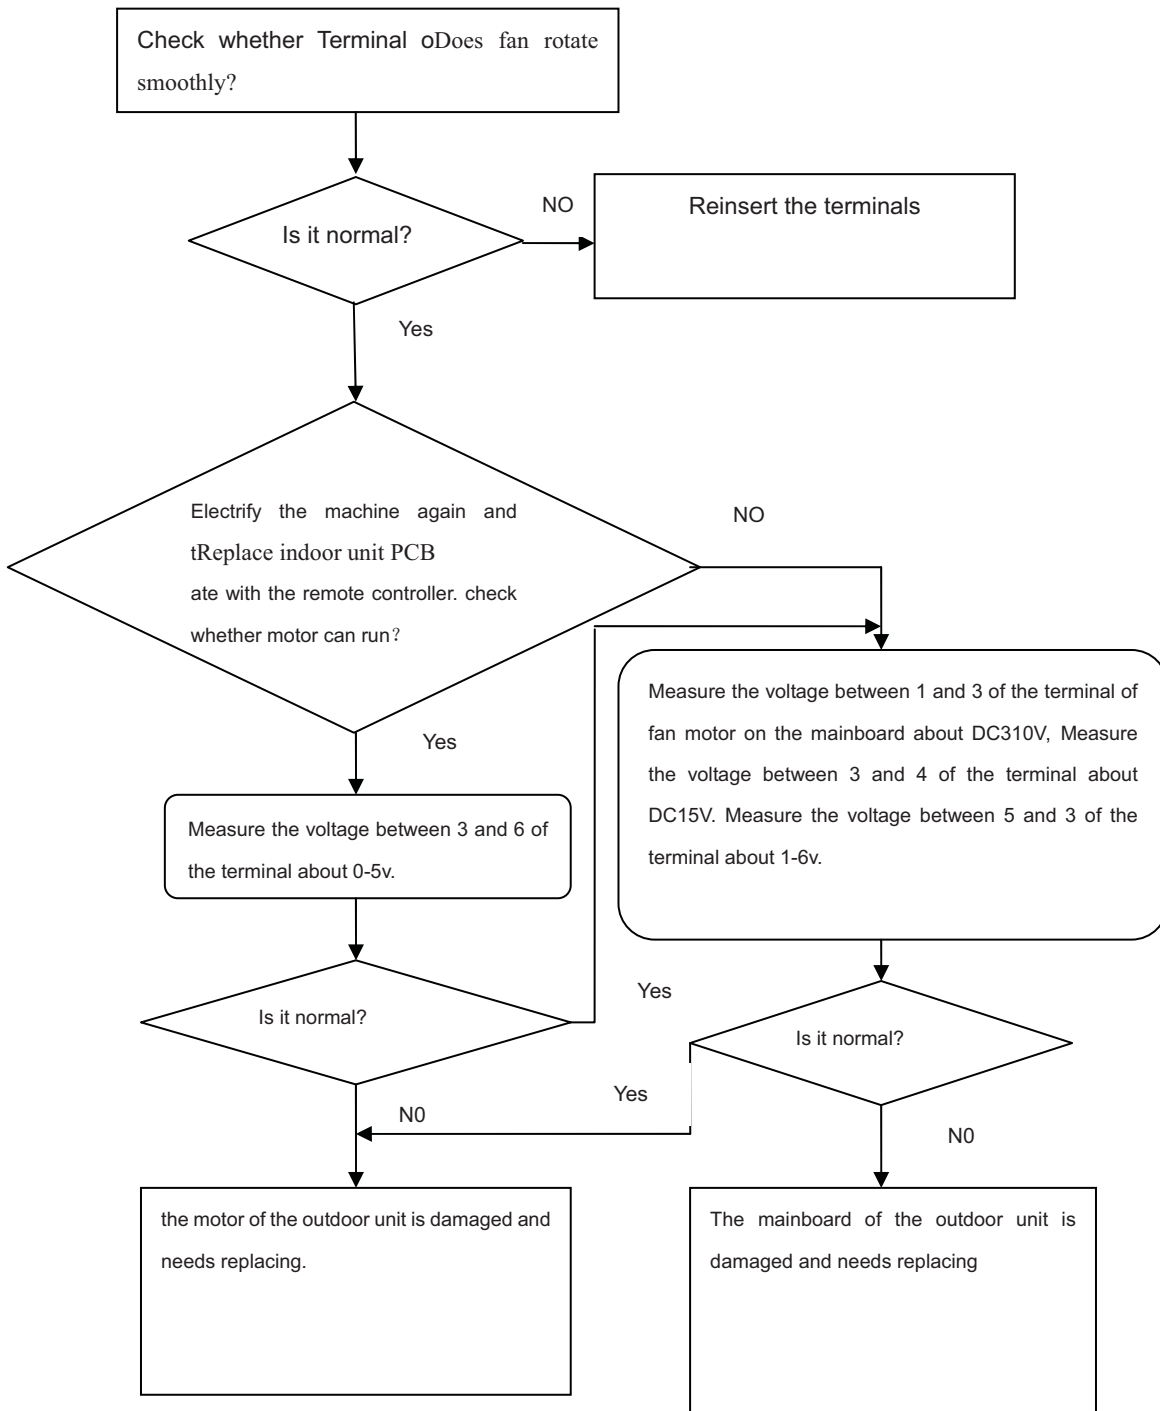 Check whether Terminal oDoes fan rotate
smoothly?
Is it normal?
NO
Reinsert the terminals
Yes
Electrify the machine again and
tReplace indoor unit PCB
ate with the remote controller. check
whether motor can run？
NO
Yes
Measure the voltage between 1 and 3 of the terminal of
fan motor on the mainboard about DC310V, Measure
the voltage between 3 and 4 of the terminal about
DC15V. Measure the voltage between 5 and 3 of the
terminal about 1-6v.
Measure the voltage between 3 and 6 of
the terminal about 0-5v.
Is it normal?
Yes
Is it normal?
Yes
N0
N0
the motor of the outdoor unit is damaged and
needs replacing.
The mainboard of the outdoor unit is
damaged and needs replacing